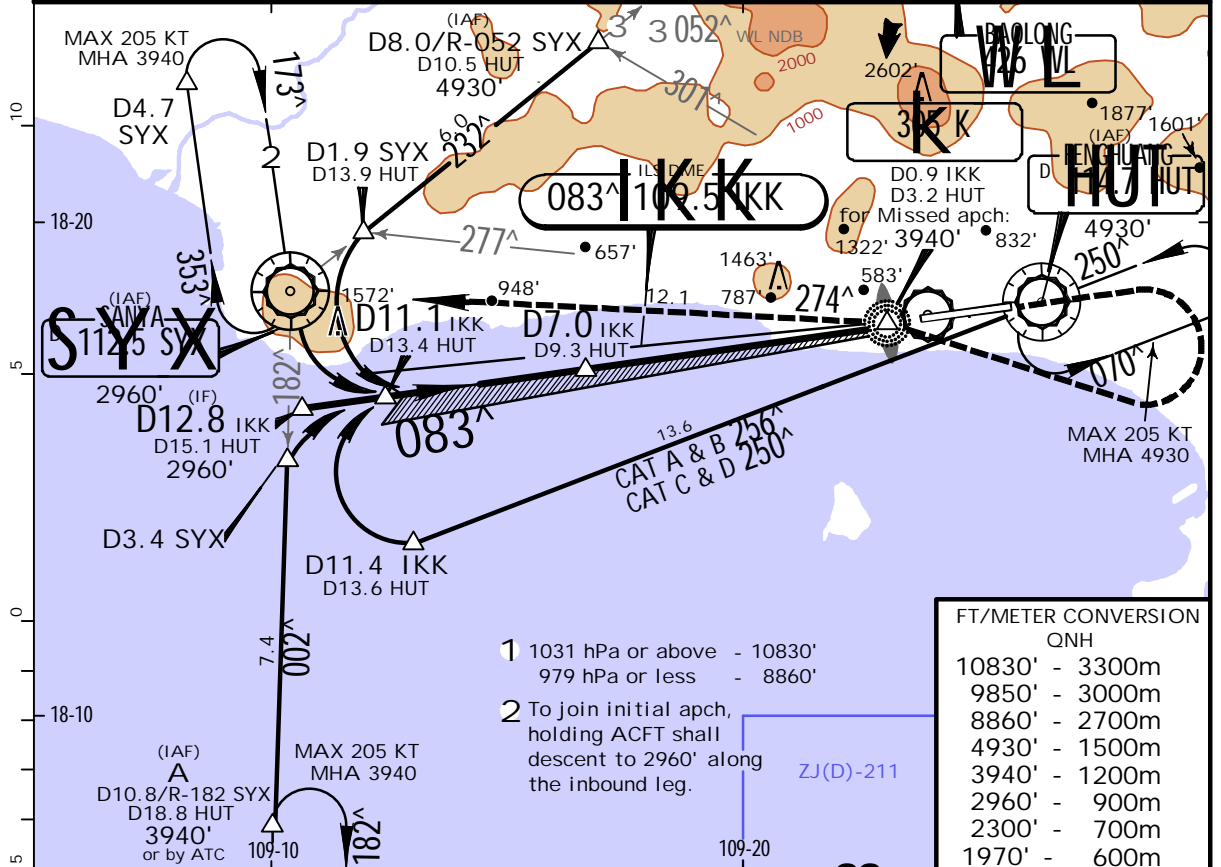 MAX 205 KT
MHA 3940
D4.7
SYX
173^
2
353^
(IAF)
D8.0/R-052 SYX
D10.5 HUT
4930'
3
3
052^
WL NDB
2000
1000
301^
6.0
232^
D1.9 SYX
D13.9 HUT
277^
ILS DME
083^ 109.5 IKK
I K K
657'
2602'
BAOLONG
426 WL
W L
K
1877'
1601'
(IAF)
D
HUT
4930'
D0.9 IKK
D3.2 HUT
for Missed apch:
3940'
1322'
832'
1463'
787'
583'
250^
070^
MAX 205 KT
MHA 4930
(IAF)
SANYA
D 112.5 SYX
S Y X
2960'
1572'
948'
12.1
274^
D11.1 IKK
D13.4 HUT
D7.0 IKK
D9.3 HUT
182^
(IF)
D12.8 IKK
D15.1 HUT
2960'
083^
13.6
CAT A & B 256^
CAT C & D 250^
D3.4 SYX
D11.4 IKK
D13.6 HUT
7.4
002^
1 1031 hPa or above - 10830'
979 hPa or less - 8860'
2 To join initial apch,
holding ACFT shall
descent to 2960' along
the inbound leg.
ZJ(D)-211
(IAF)
A
D10.8/R-182 SYX
D18.8 HUT
3940'
or by ATC
MAX 205 KT
MHA 3940
182^
FT/METER CONVERSION
QNH
10830' - 3300m
9850' - 3000m
8860' - 2700m
4930' - 1500m
3940' - 1200m
2960' - 900m
2300' - 700m
1970' - 600m
10
5
0
5
18-20
18-10
109-10
109-20